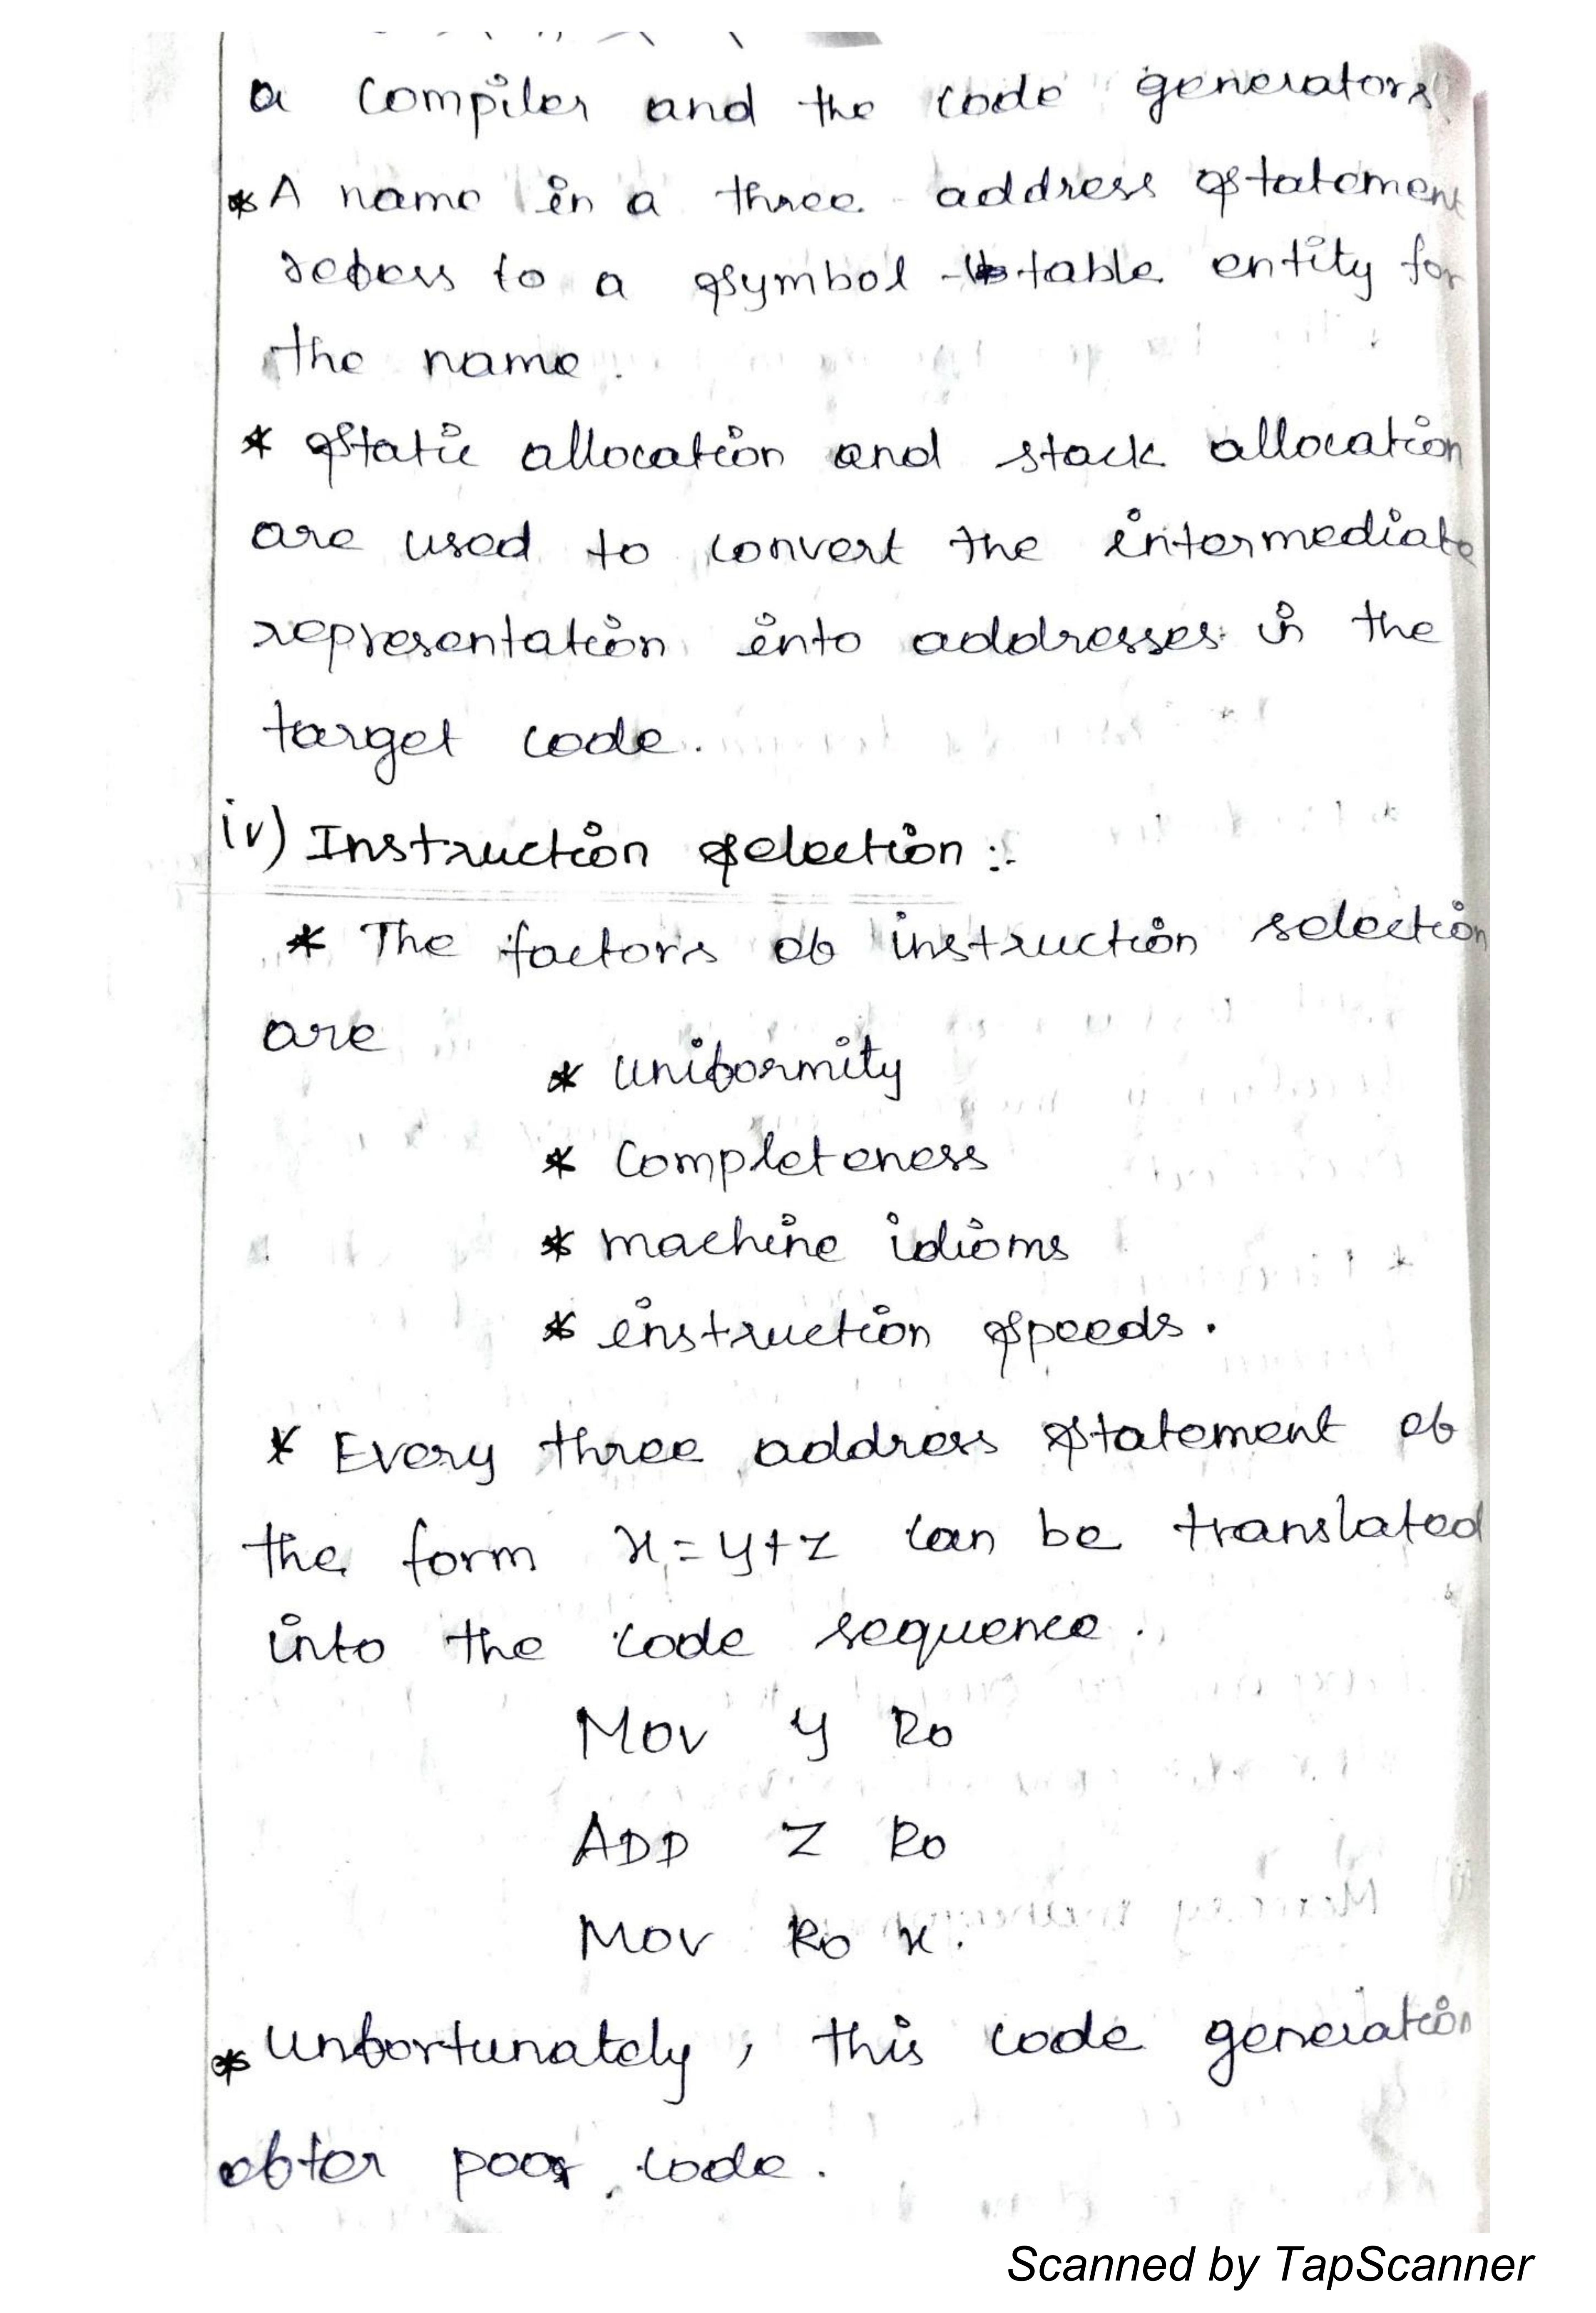 a compiler and the code generators
* A name in a three address statement
refers to a symbol table entity for
the name.
* Static allocation and stack allocation
are used to convert the intermediate
representation into addresses in the
target code.
iv) Instruction selection :-
* The factors of instruction selection
are
* uniformity
* completeness
* machine idioms
* instruction speeds.
* Every three address statement of
the form x = y + z can be translated
into the code sequence.
Mov y Ro
ADD z Ro
Mov Ro x.
* Unfortunately, this code generation
ofter poor code.
Scanned by TapScanner